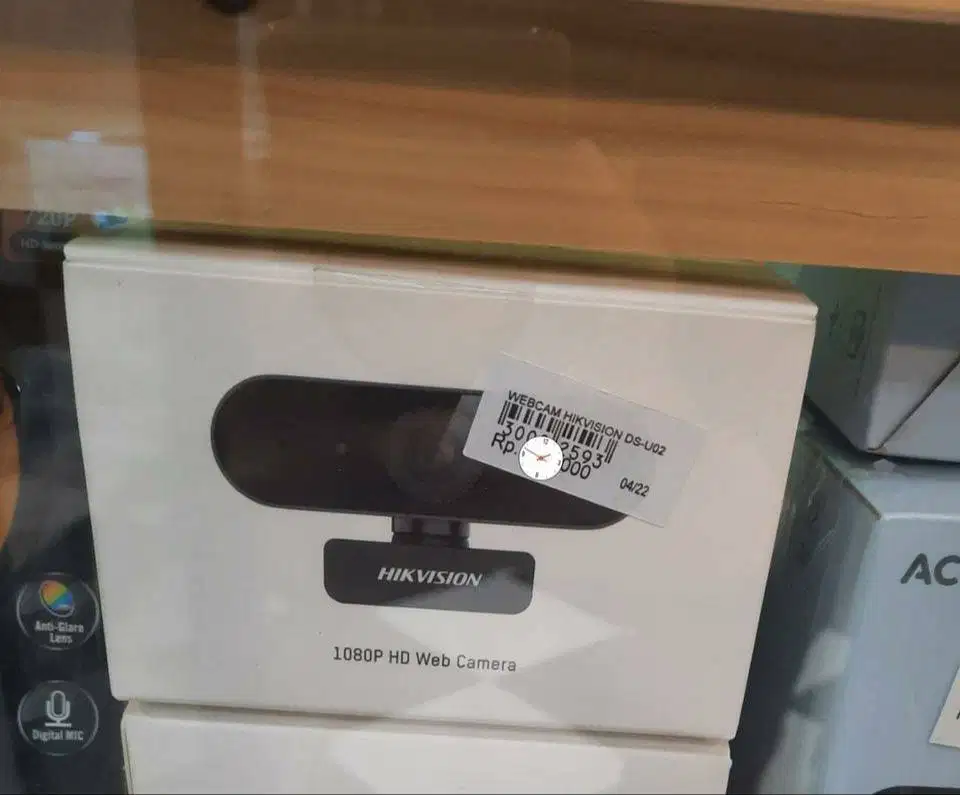 720p
WEBCAM HIKVISION DS-U02
Rp.
000
04/22
HIKVISION
1080P HD Web Camera
Anti-Glare
Lens
Digital MIC
AC